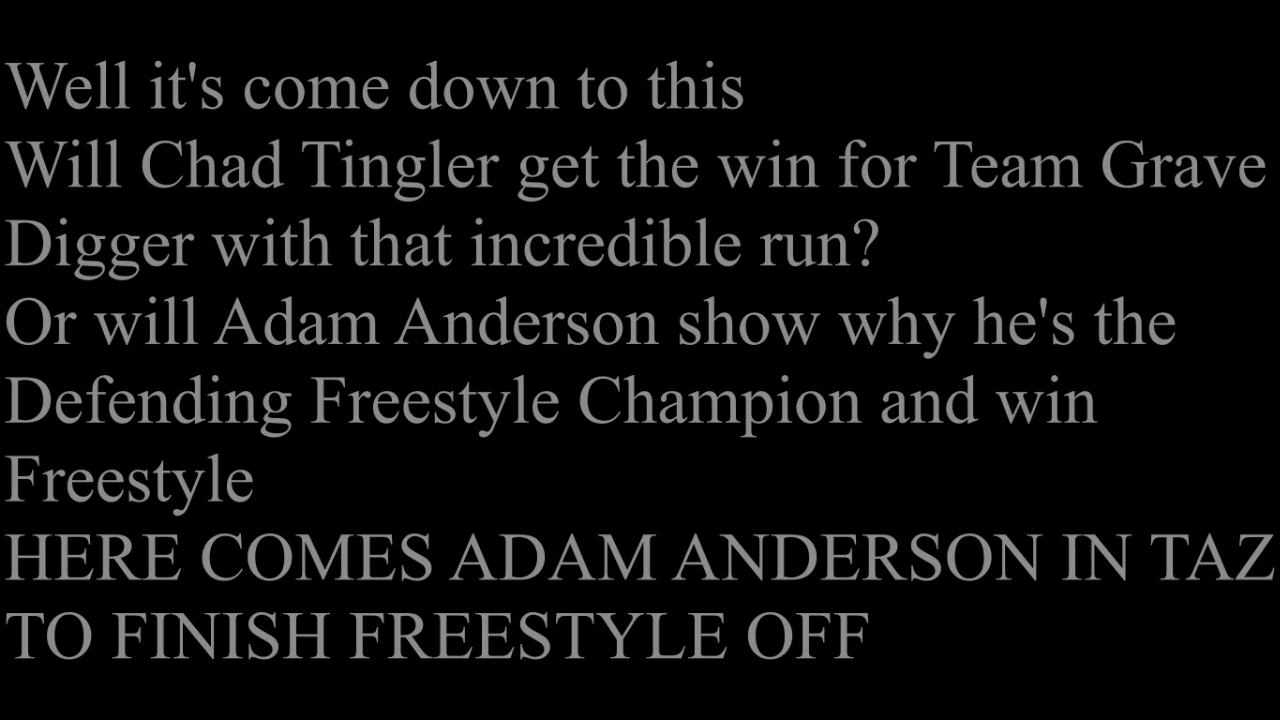 Well it's come down to this
Will Chad Tingler get the win for Team Grave
Digger with that incredible run?
Or will Adam Anderson show why he's the
Defending Freestyle Champion and win
Freestyle
HERE COMES ADAM ANDERSON IN TAZ
TO FINISH FREESTYLE OFF